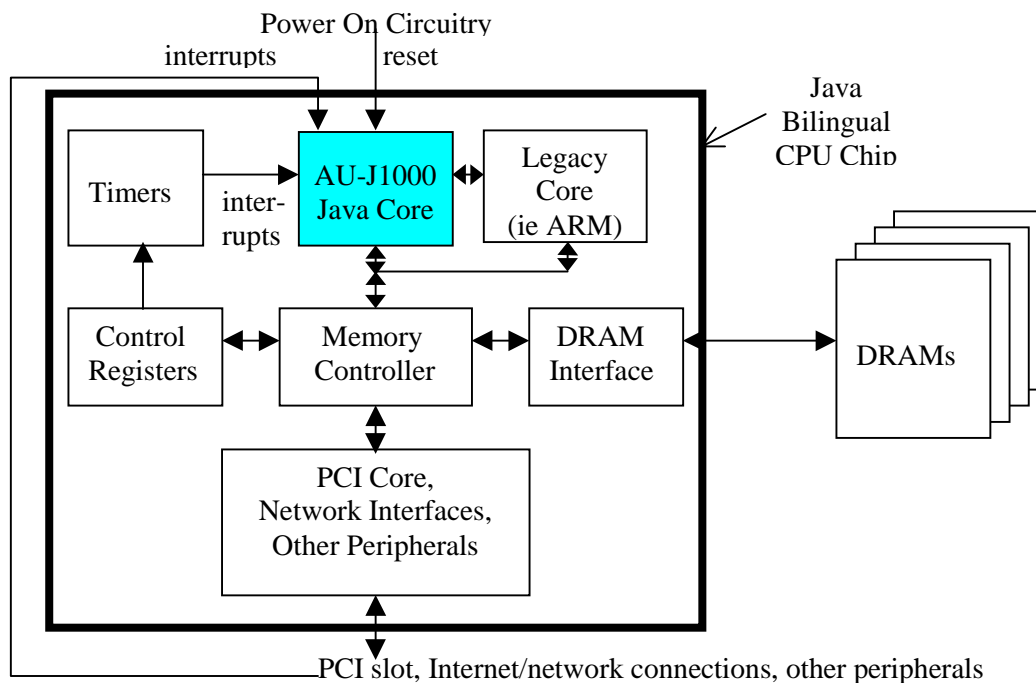 Power On Circuitry
interrupts
reset
Java
Bilingual
CPU Chip
Timers
inter-
rupts
AU-J1000
Java Core
Legacy
Core
(ie ARM)
Control
Registers
Memory
Controller
DRAM
Interface
DRAMs
PCI Core,
Network Interfaces,
Other Peripherals
PCI slot, Internet/network connections, other peripherals